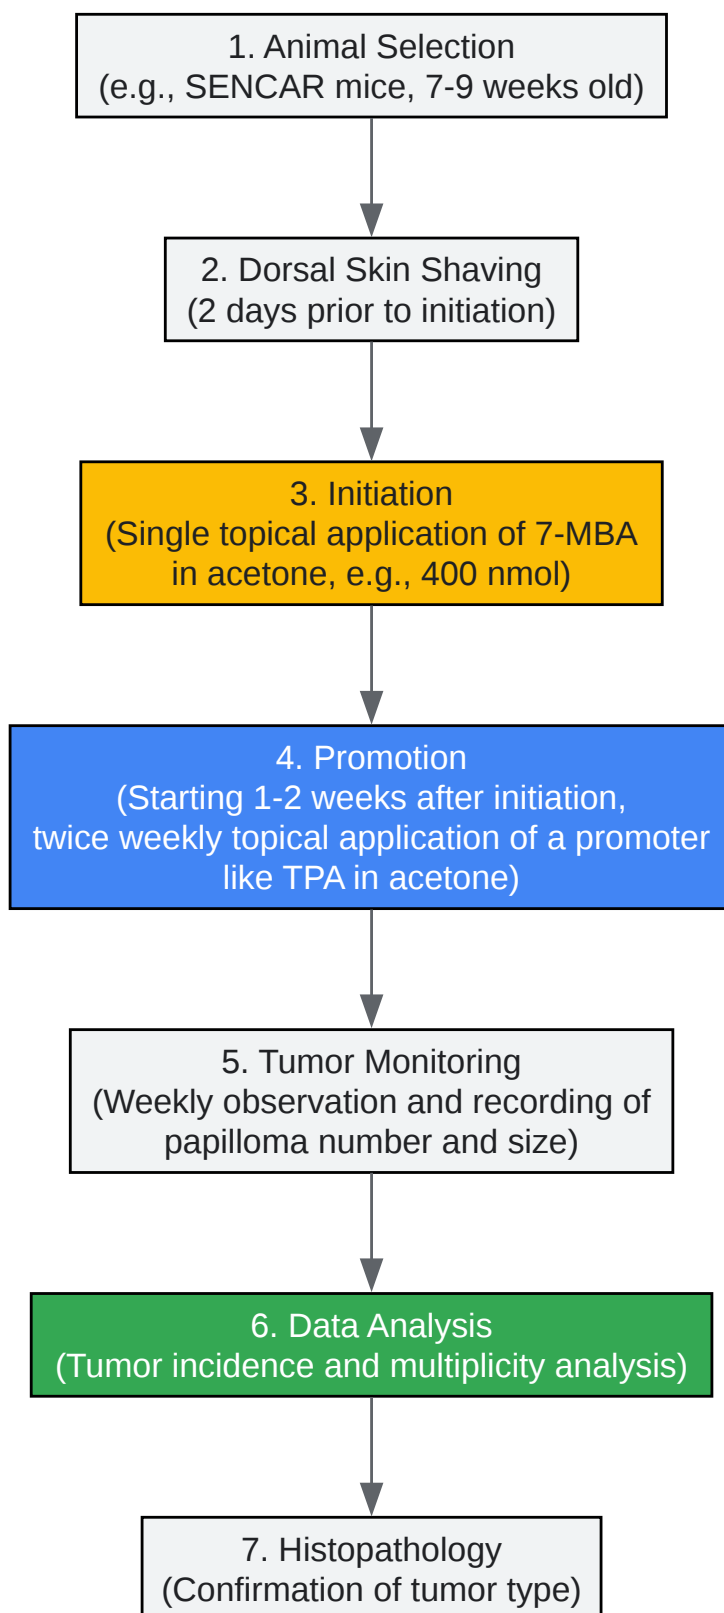 1. Animal Selection
(e.g., SENCAR mice, 7-9 weeks old)
2. Dorsal Skin Shaving
(2 days prior to initiation)
3. Initiation
(Single topical application of 7-MBA
in acetone, e.g., 400 nmol)
4. Promotion
(Starting 1-2 weeks after initiation,
twice weekly topical application of a promoter
like TPA in acetone)
5. Tumor Monitoring
(Weekly observation and recording of
papilloma number and size)
6. Data Analysis
(Tumor incidence and multiplicity analysis)
7. Histopathology
(Confirmation of tumor type)